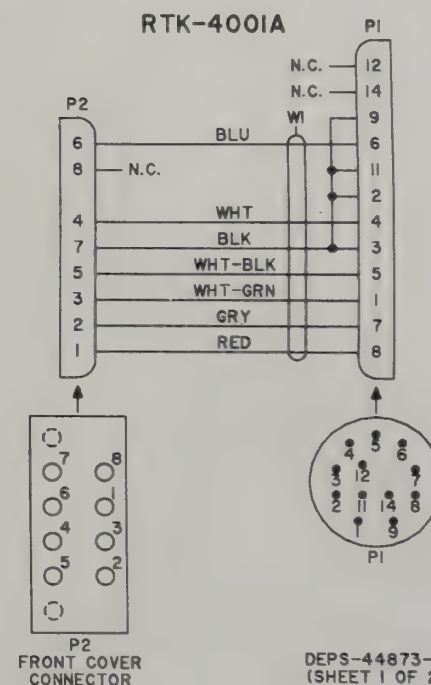 RTK-4001A
P1
N.C. 12
N.C. 14
P2
W1
9
6 BLU 6
8 N.C.
11
2
4 WHT 4
7 BLK 3
5 WHT-BLK 5
3 WHT-GRN 1
2 GRY 7
1 RED 8
7 8
6 1
4 3
5 2
P2
FRONT COVER
CONNECTOR
5
4 6
3 12 7
2 11 14 8
1 9
P1
DEPS-44873-
(SHEET 1 OF 2